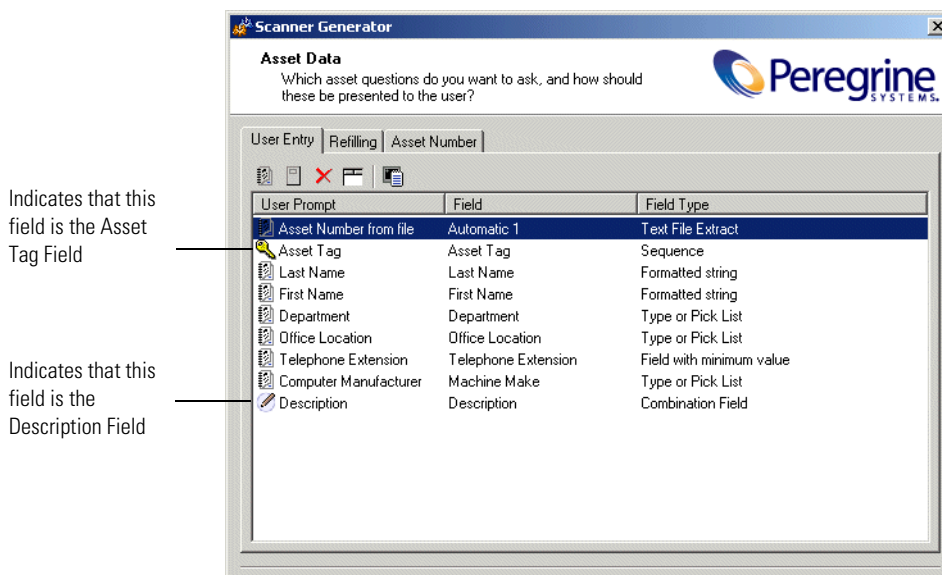 Scanner Generator
Asset Data
Which asset questions do you want to ask, and how should
these be presented to the user?
Peregrine
SYSTEMS.
User Entry Refilling Asset Number
User Prompt Field Field Type
Asset Number from file Automatic 1 Text File Extract
Asset Tag Asset Tag Sequence
Last Name Last Name Formatted string
First Name First Name Formatted string
Department Department Type or Pick List
Office Location Office Location Type or Pick List
Telephone Extension Telephone Extension Field with minimum value
Computer Manufacturer Machine Make Type or Pick List
Description Description Combination Field
Indicates that this
field is the Asset
Tag Field
Indicates that this
field is the
Description Field